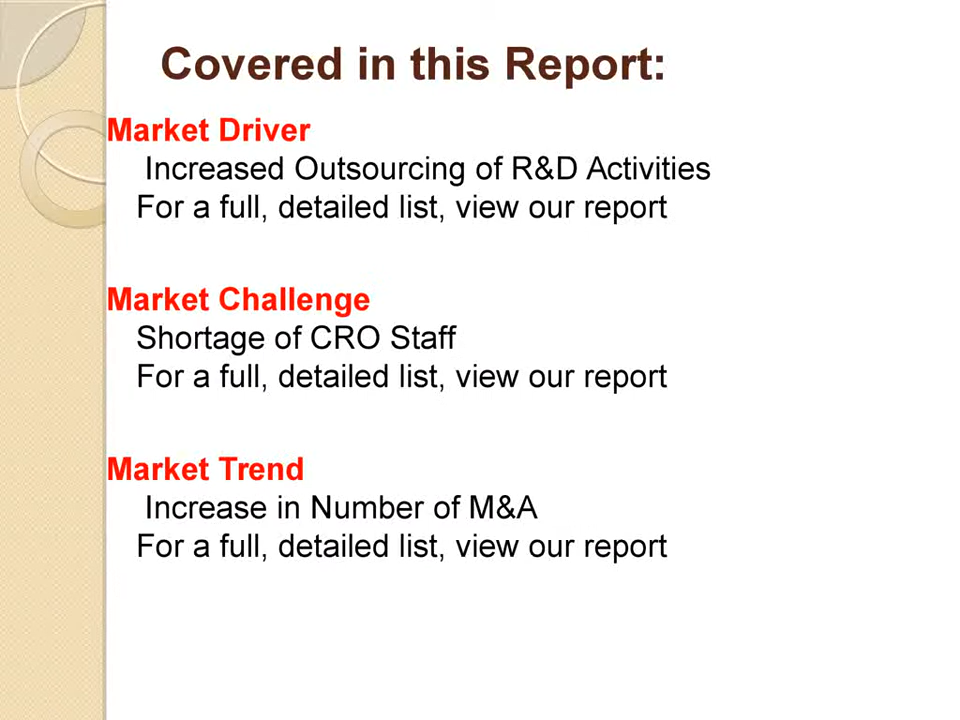 Covered in this Report:
Market Driver
Increased Outsourcing of R&D Activities
For a full, detailed list, view our report
Market Challenge
Shortage of CRO Staff
For a full, detailed list, view our report
Market Trend
Increase in Number of M&A
For a full, detailed list, view our report